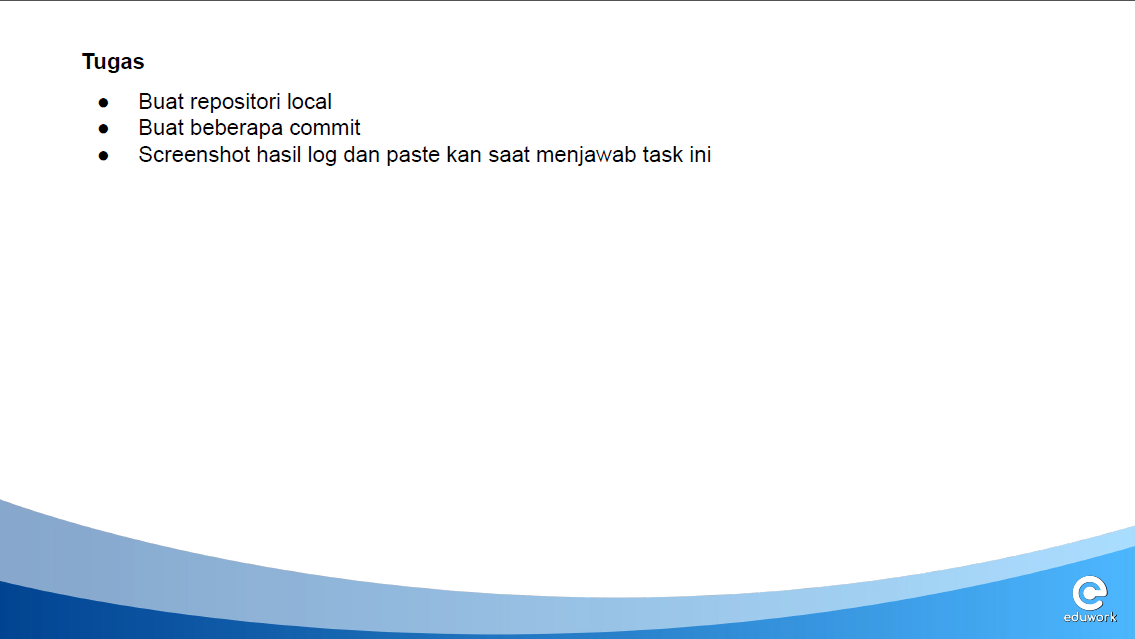 Tugas
● Buat repositori local
● Buat beberapa commit
● Screenshot hasil log dan paste kan saat menjawab task ini
eduwork